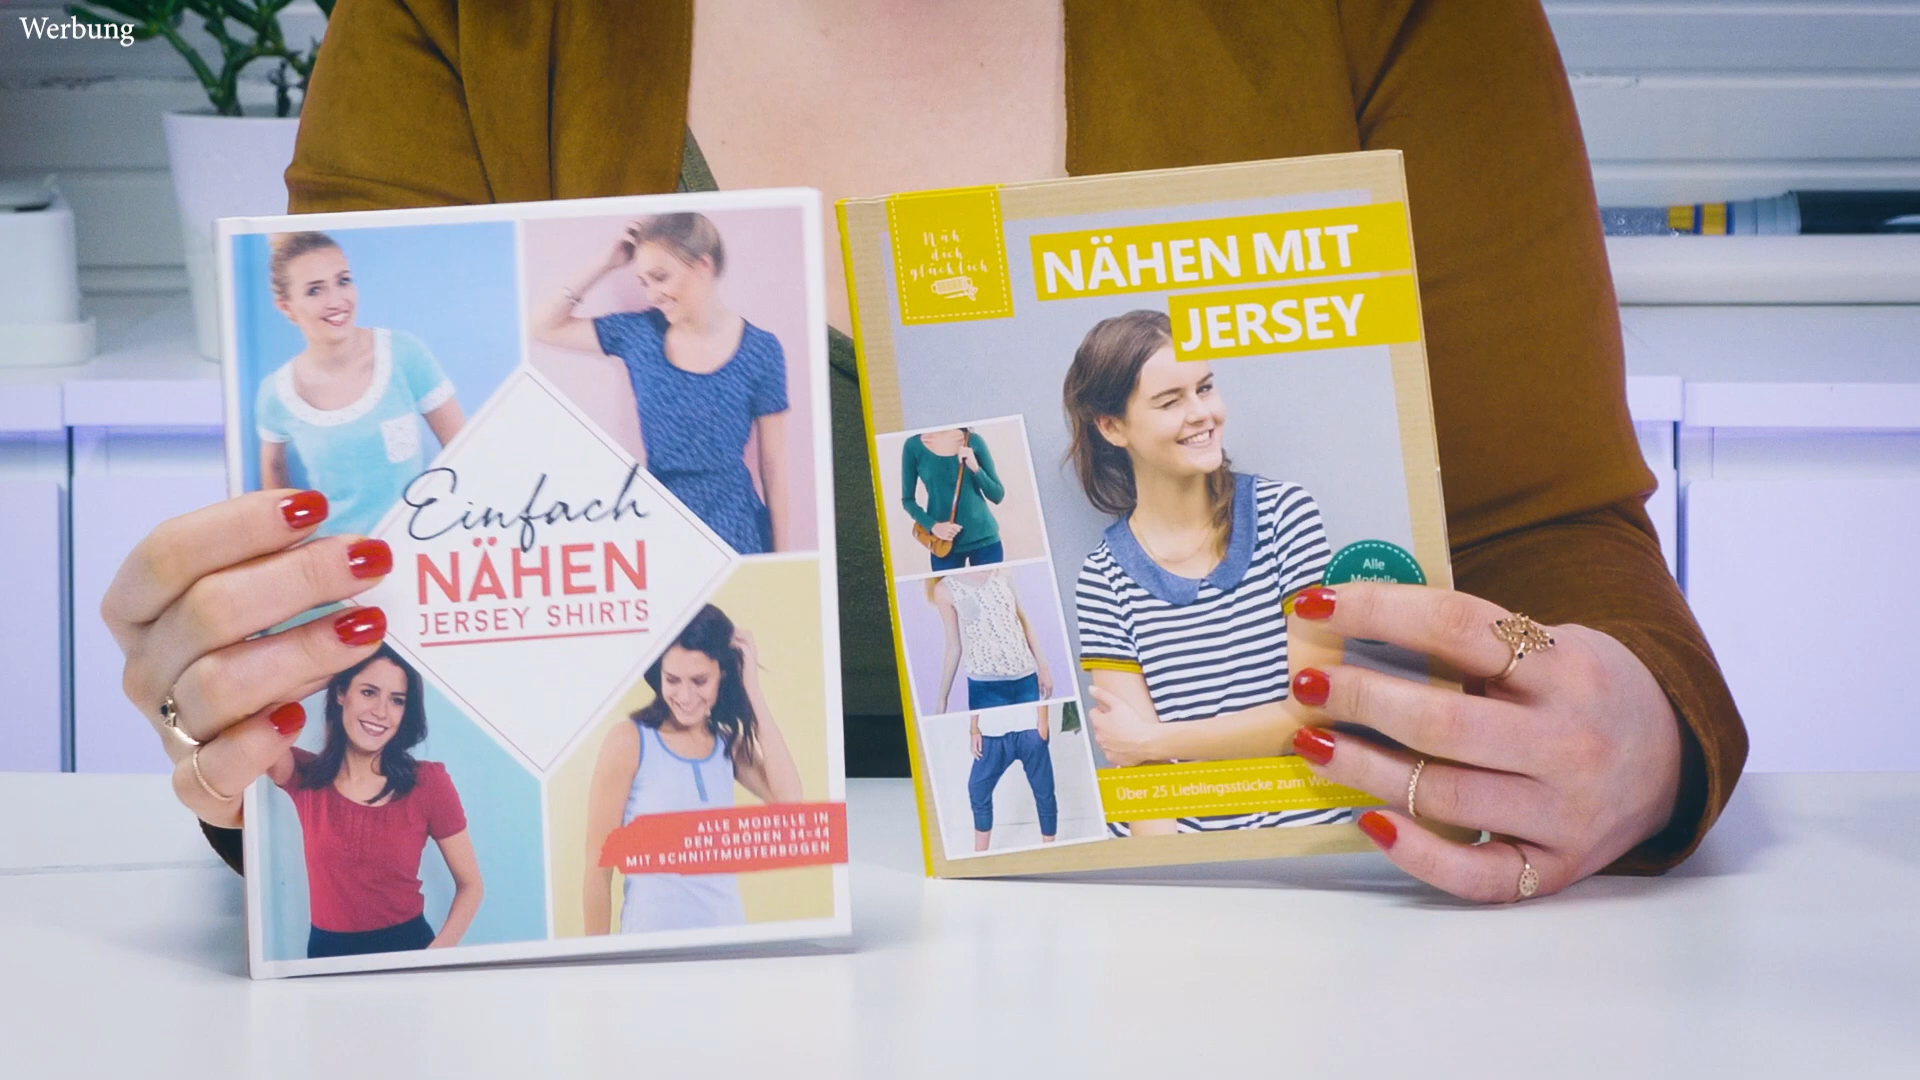 Werbung
Einfach
NÄHEN
JERSEY SHIRTS
ALLE MODELLE IN
DEN GRÖßEN 34-44
MIT SCHNITTMUSTERBOGEN
Näh
dich
glücklich
NÄHEN MIT
JERSEY
Alle
Modelle
Über 25 Lieblingsstücke zum